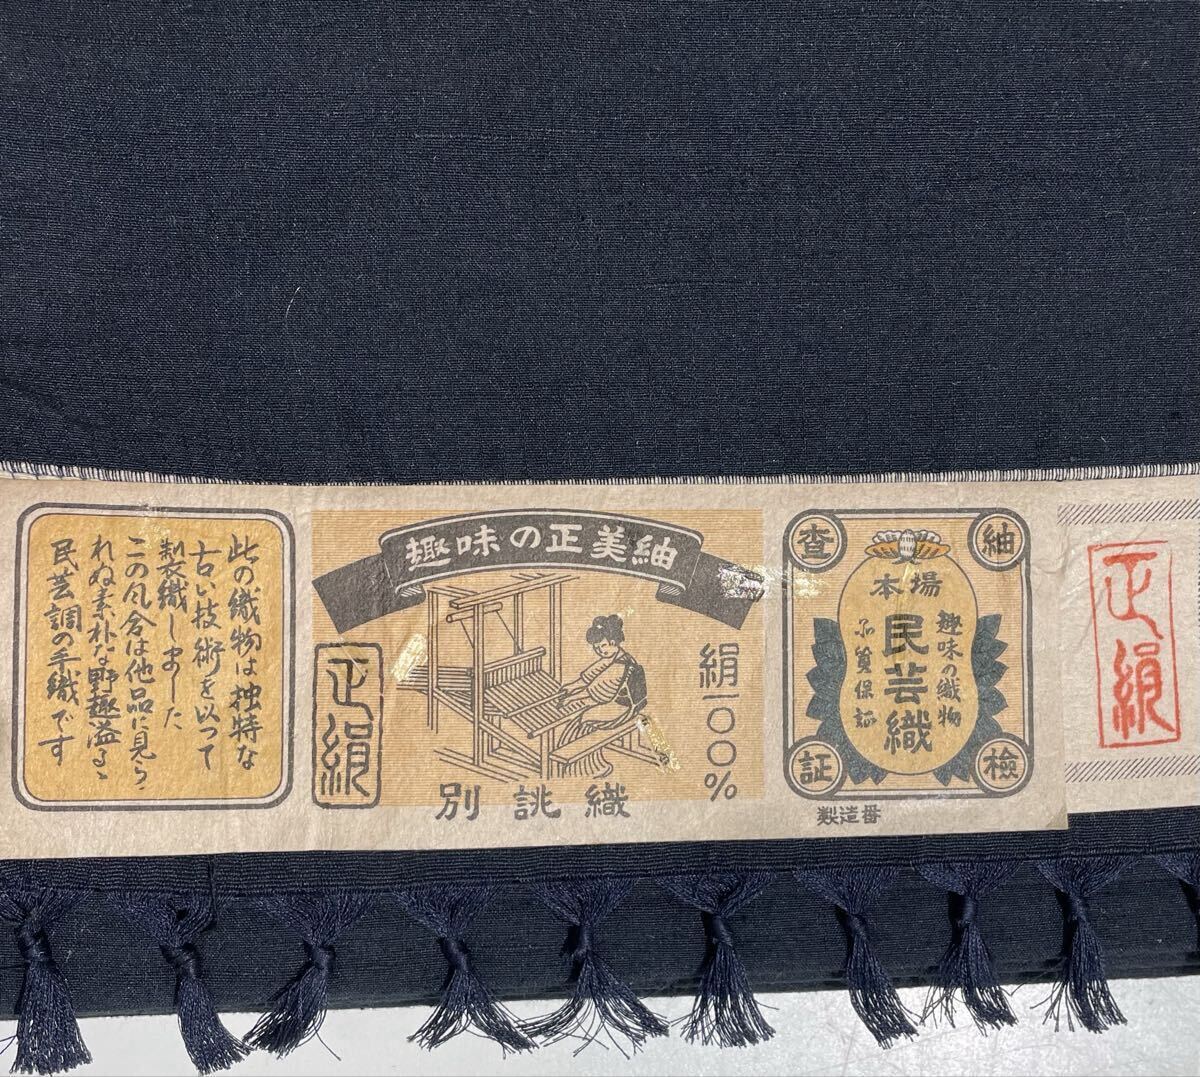 此の織物は独特な
古い技術を以って
製織しました
この風合は他品に見ら
れぬ素朴な野趣溢るゝ
民芸調の手織です
趣味の正美紬
正絹
絹一〇〇%
別誂織
紬
檢
査
証
本場
趣味の織物
民芸織
品質保証
製造番
正絹